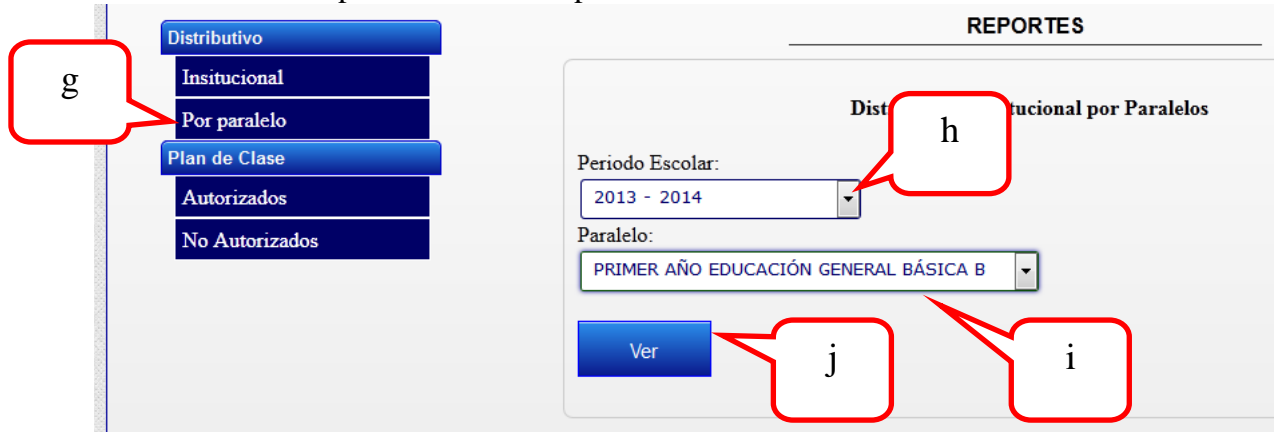 Distributivo
Insitucional
Por paralelo
Plan de Clase
Autorizados
No Autorizados
g
REPORTES
h
tucional por Paralelos
Periodo Escolar:
2013 - 2014
Paralelo:
PRIMER AÑO EDUCACIÓN GENERAL BÁSICA B
Ver
j
i